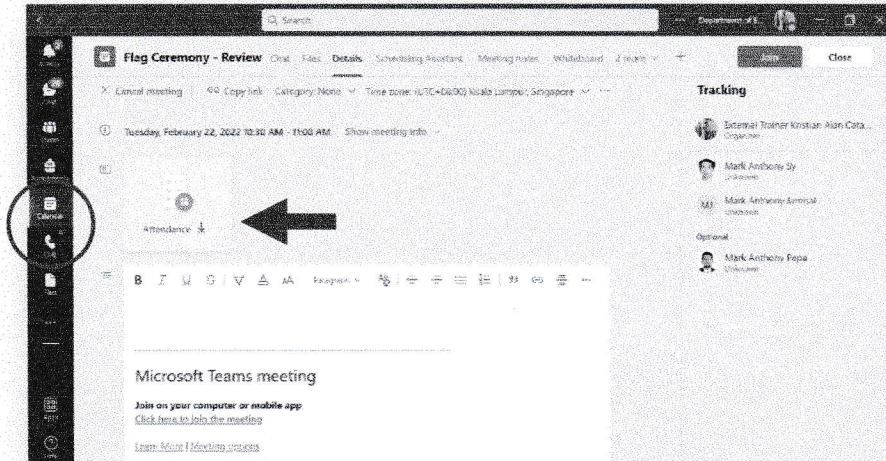 Search
Flag Ceremony - Review Chat Files Details Scheduling Assistant Meeting notes Whiteboard 2 more
Join Close
Cancel meeting Copy link Category: None Time zone: (UTC+08:00) Kuala Lumpur, Singapore ...
Tracking
Tuesday, February 22, 2022 10:30 AM - 11:00 AM Show meeting info
External Trainer Kristian Alan Cata...
Organizer
Mark Anthony Sy
Unknown
Mark Anthony
Unknown
Attendance
Calendar
Optional
Mark Anthony Pepa
Unknown
B I U S Paragraph ...
Microsoft Teams meeting
Join on your computer or mobile app
Click here to join the meeting
Learn More | Meeting options